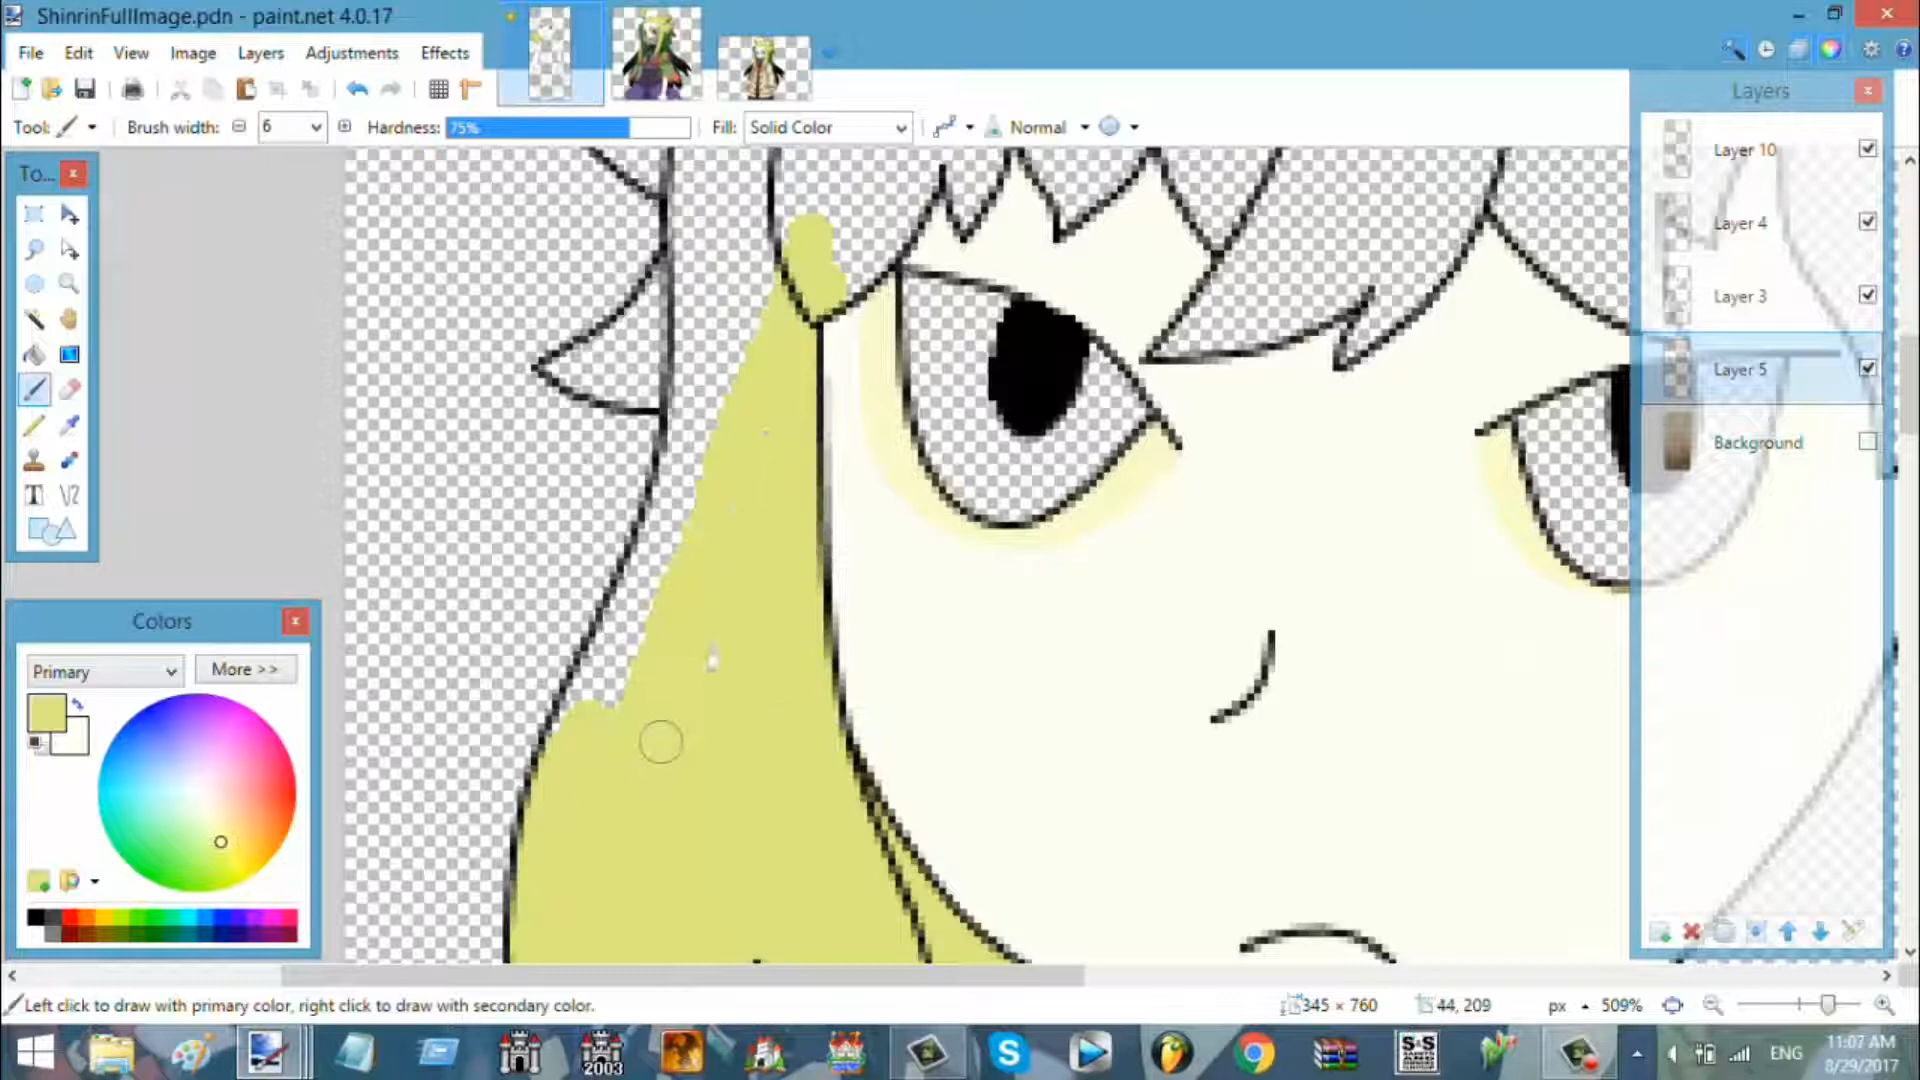 ShinrinFullImage.pdn - paint.net 4.0.17
File Edit View Image Layers Adjustments Effects
Tool: Brush width: 6 Hardness: 75% Fill: Solid Color Normal
To...
Layers
Layer 10
Layer 4
Layer 3
Layer 5
Background
Colors
Primary More >>
Left click to draw with primary color, right click to draw with secondary color.
345 × 760 44, 209 px 509%
2003
S&S
ENG 11:07 AM
8/29/2017